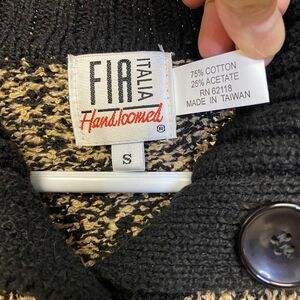 FIA
ITALIA
Handloomed
S
75% COTTON
25% ACETATE
RN 62118
MADE IN TAIWAN